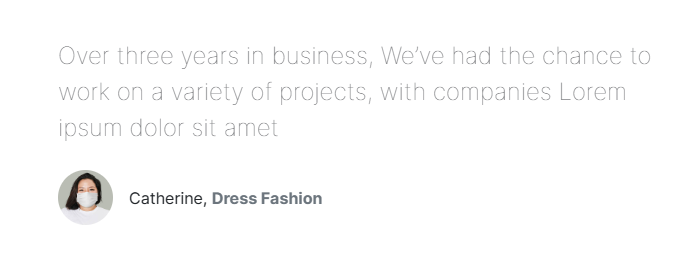 Over three years in business, We’ve had the chance to
work on a variety of projects, with companies Lorem
ipsum dolor sit amet
Catherine, Dress Fashion